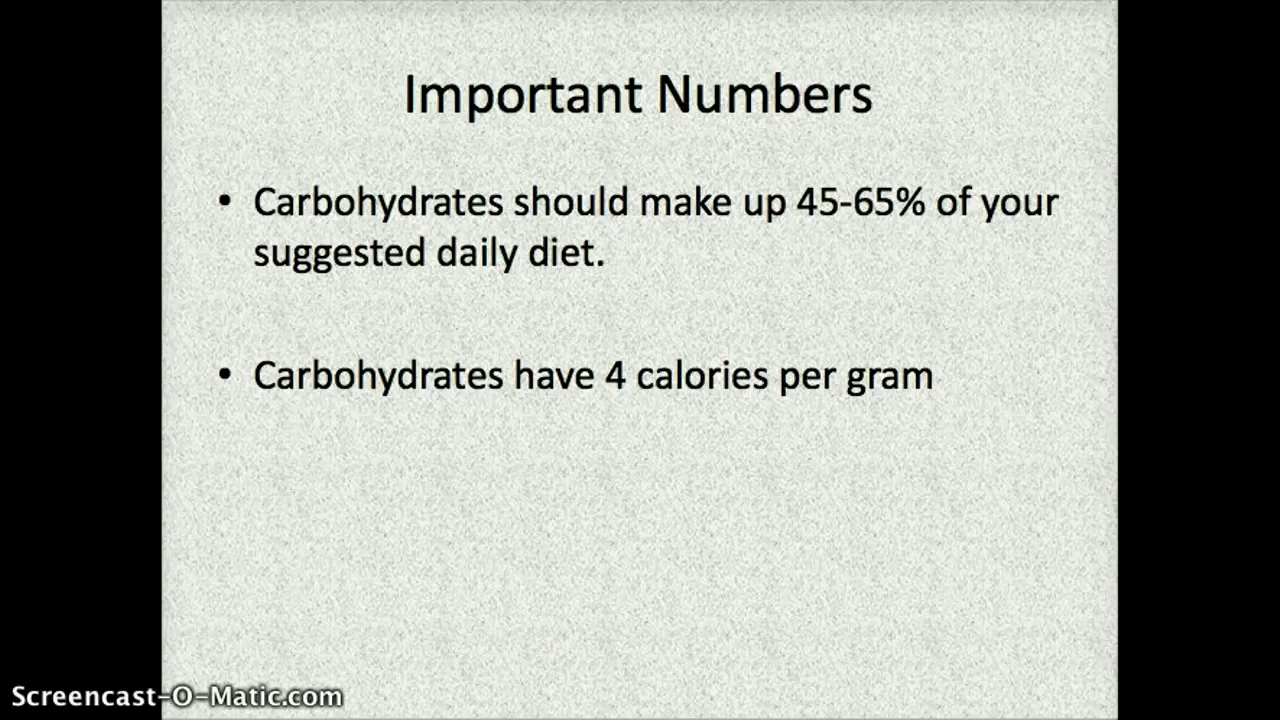 Important Numbers
• Carbohydrates should make up 45-65% of your
suggested daily diet.
• Carbohydrates have 4 calories per gram
Screencast-O-Matic.com